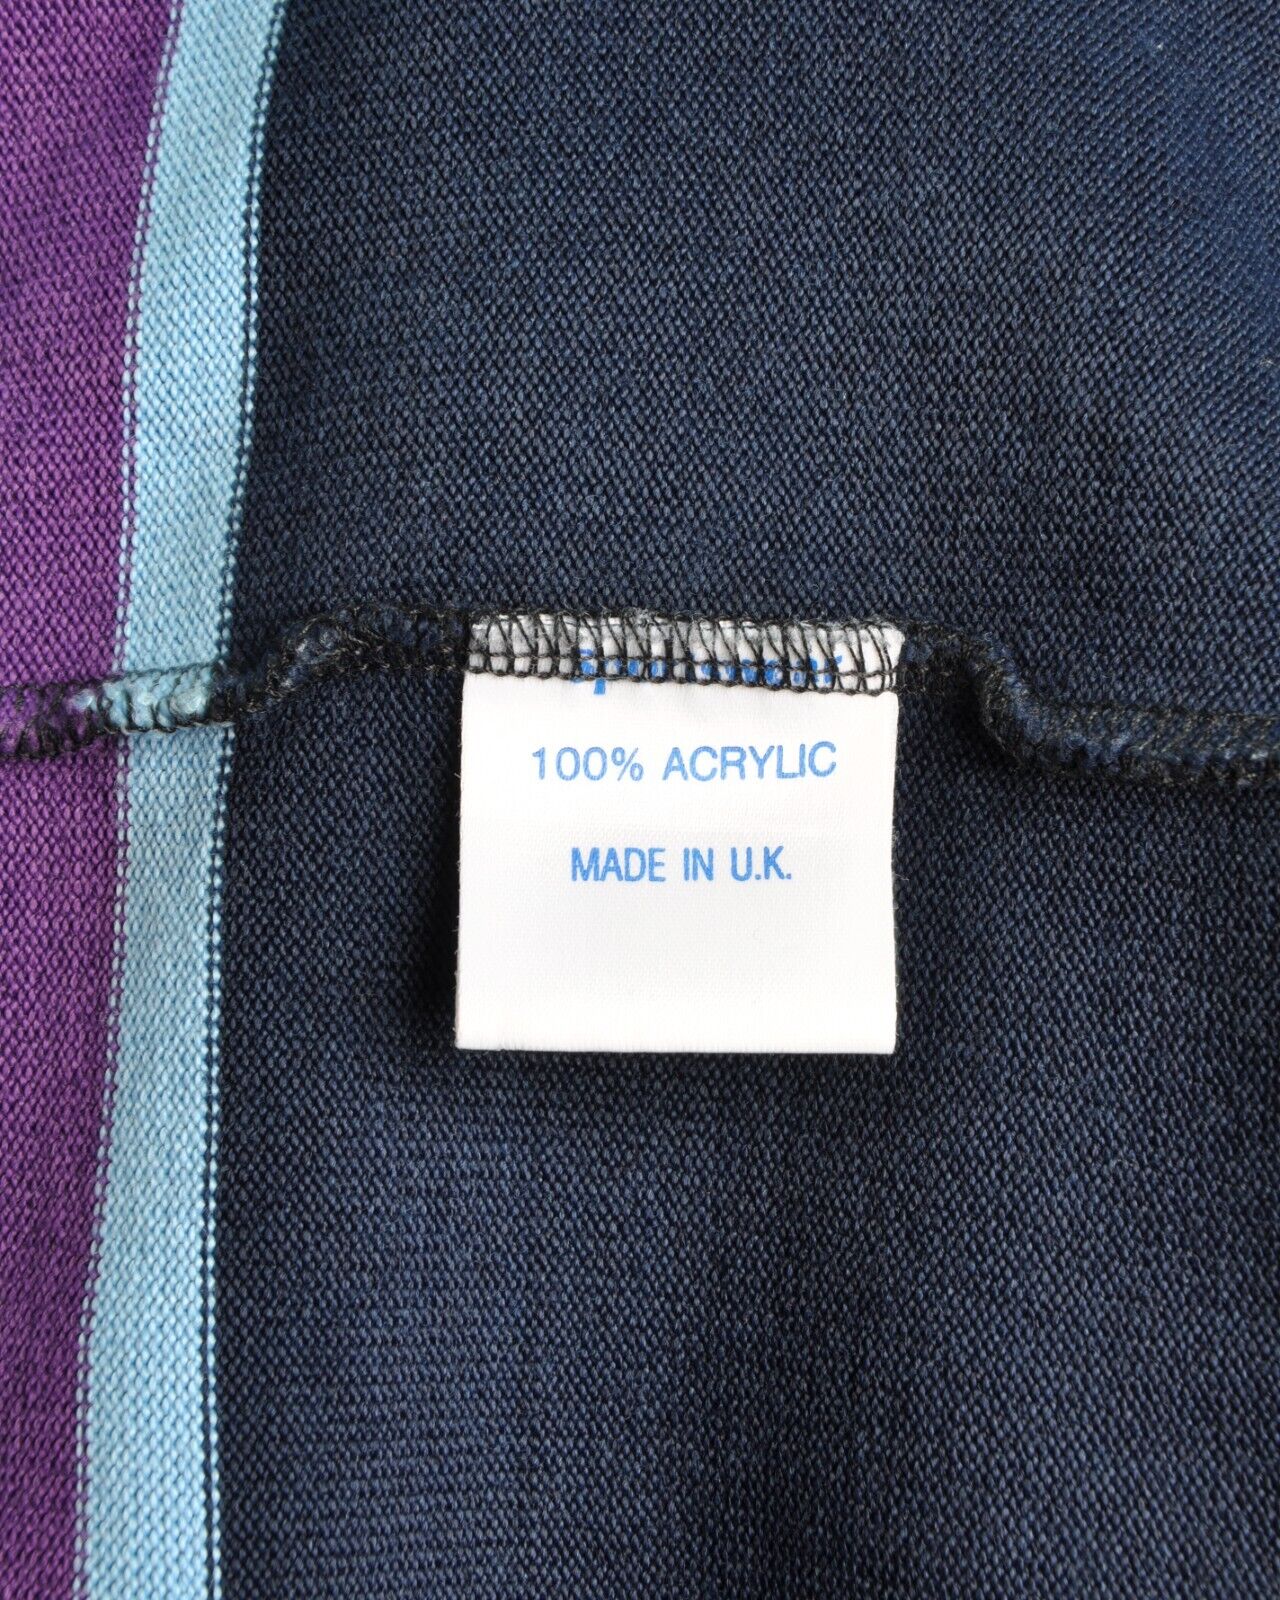 100% ACRYLIC
MADE IN U.K.